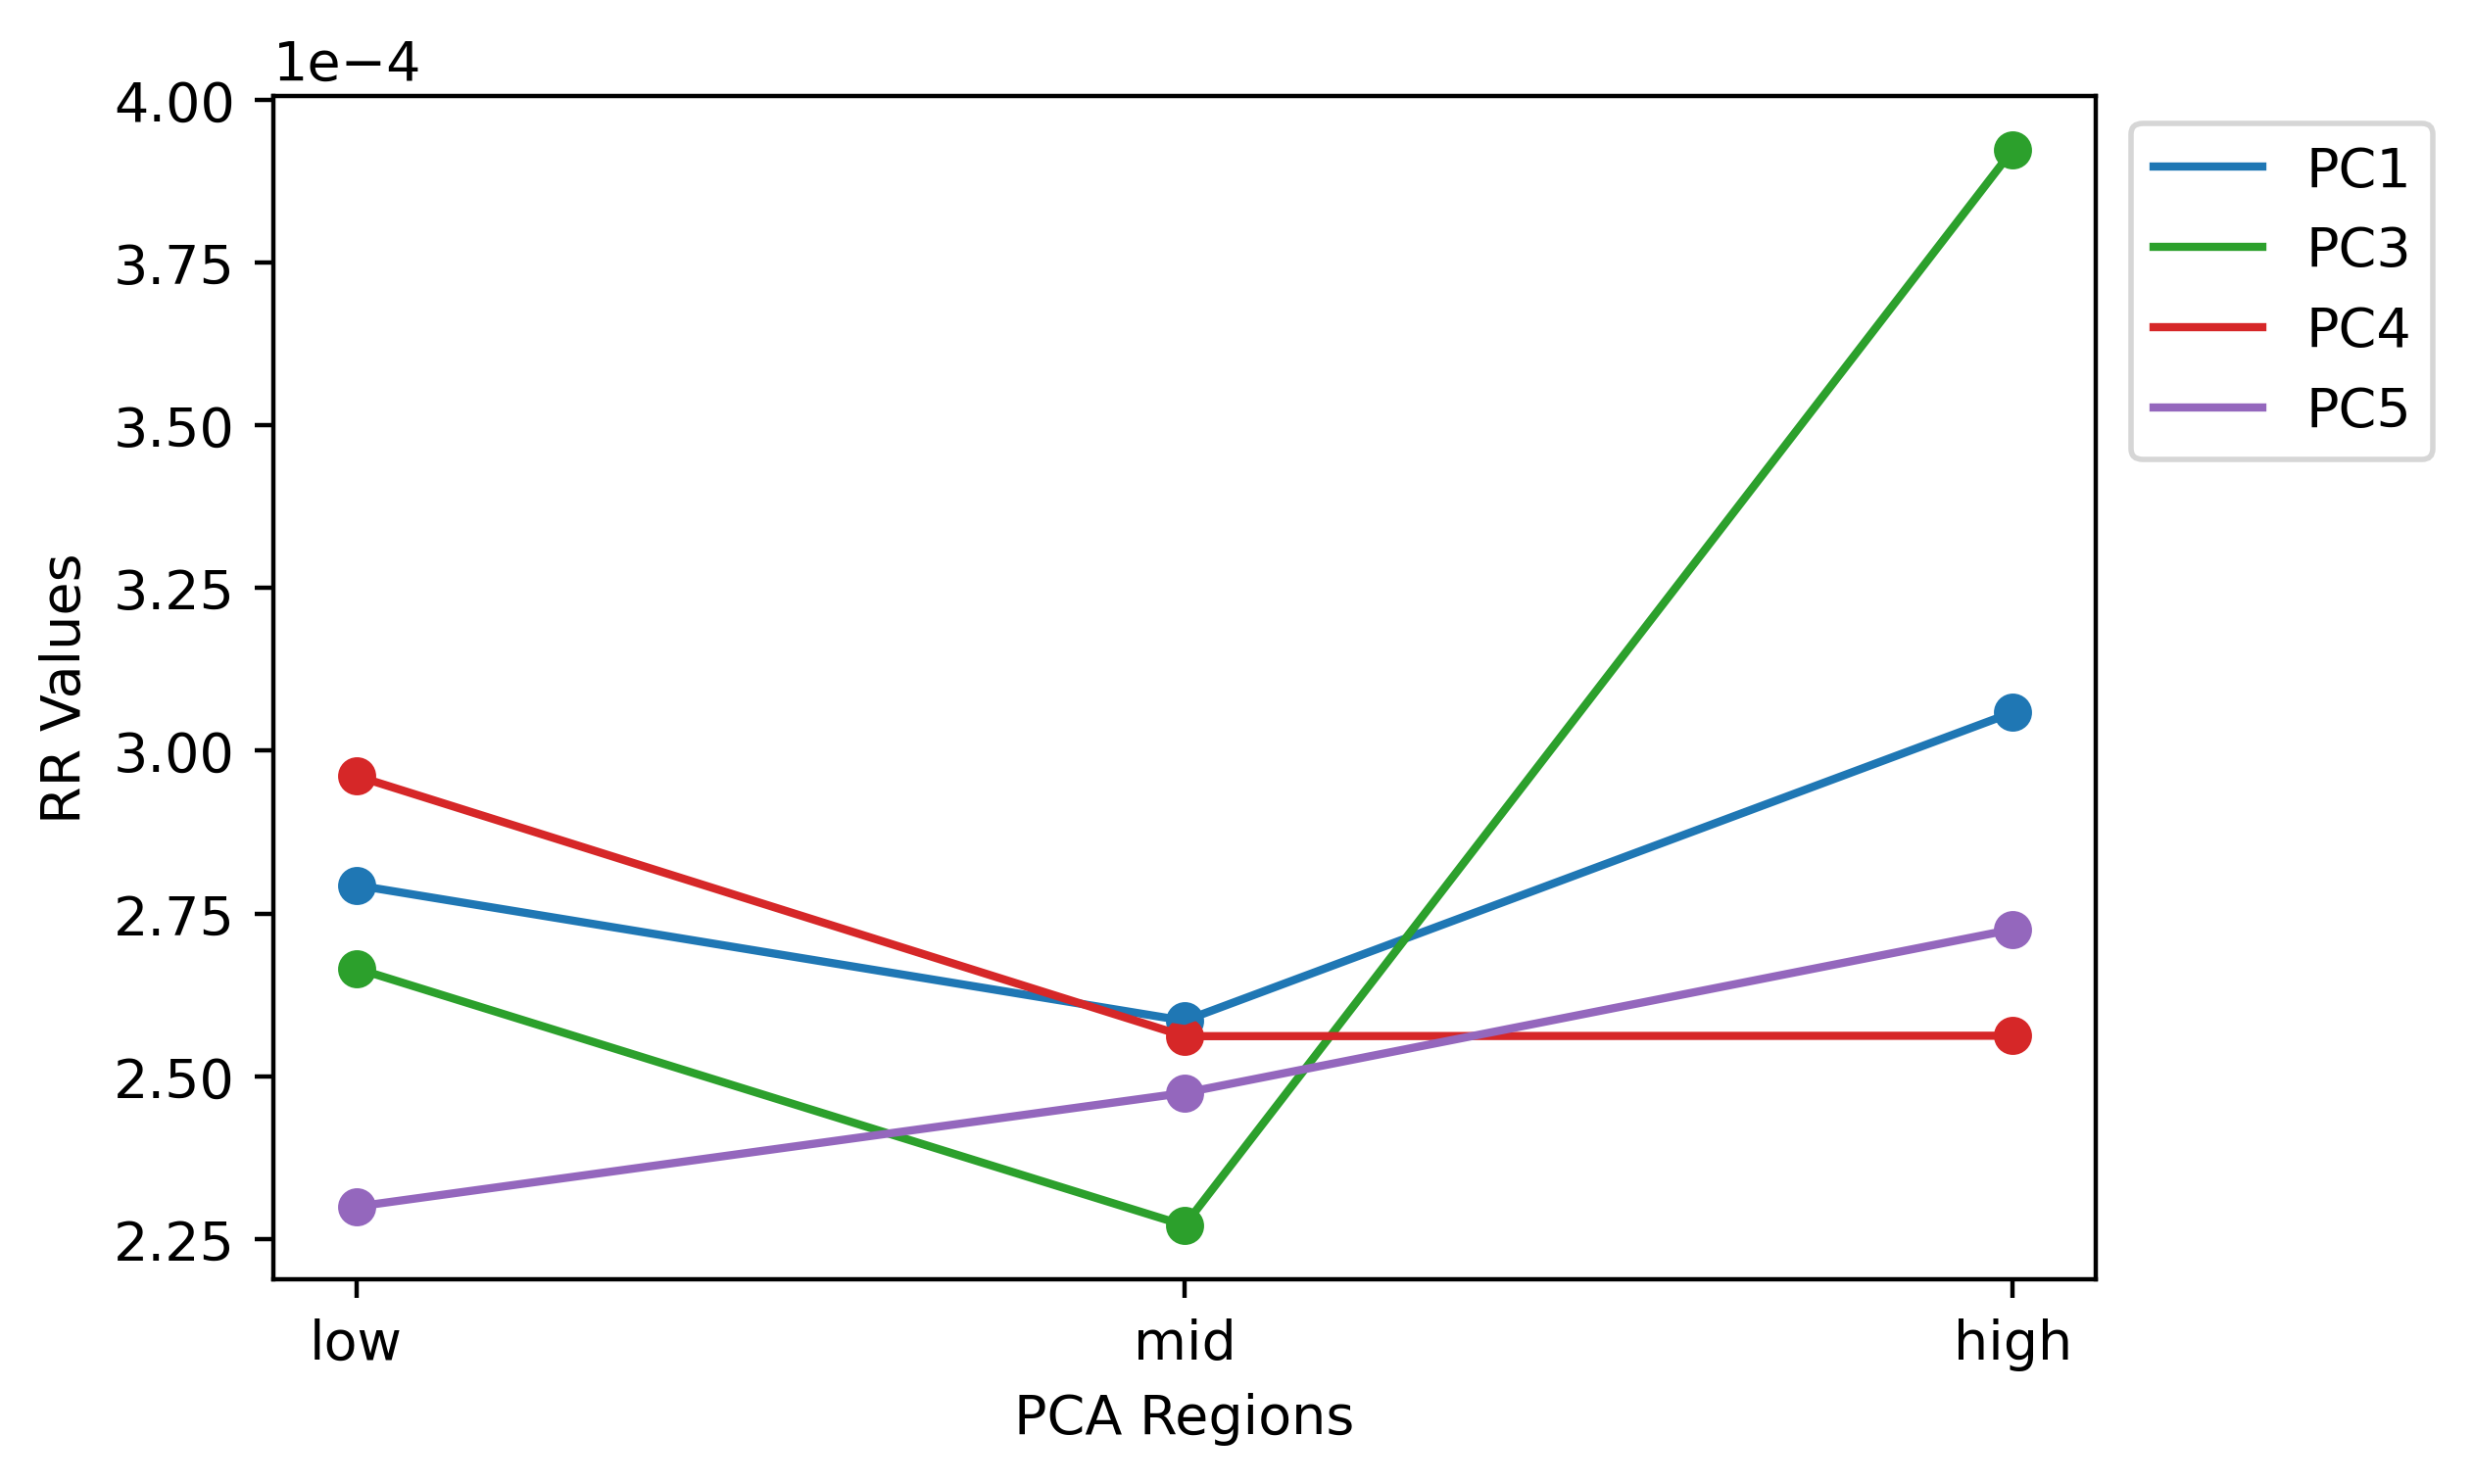 1e−4
4.00
3.75
3.50
3.25
3.00
2.75
2.50
2.25
RR Values
low mid high
PCA Regions
PC1
PC3
PC4
PC5